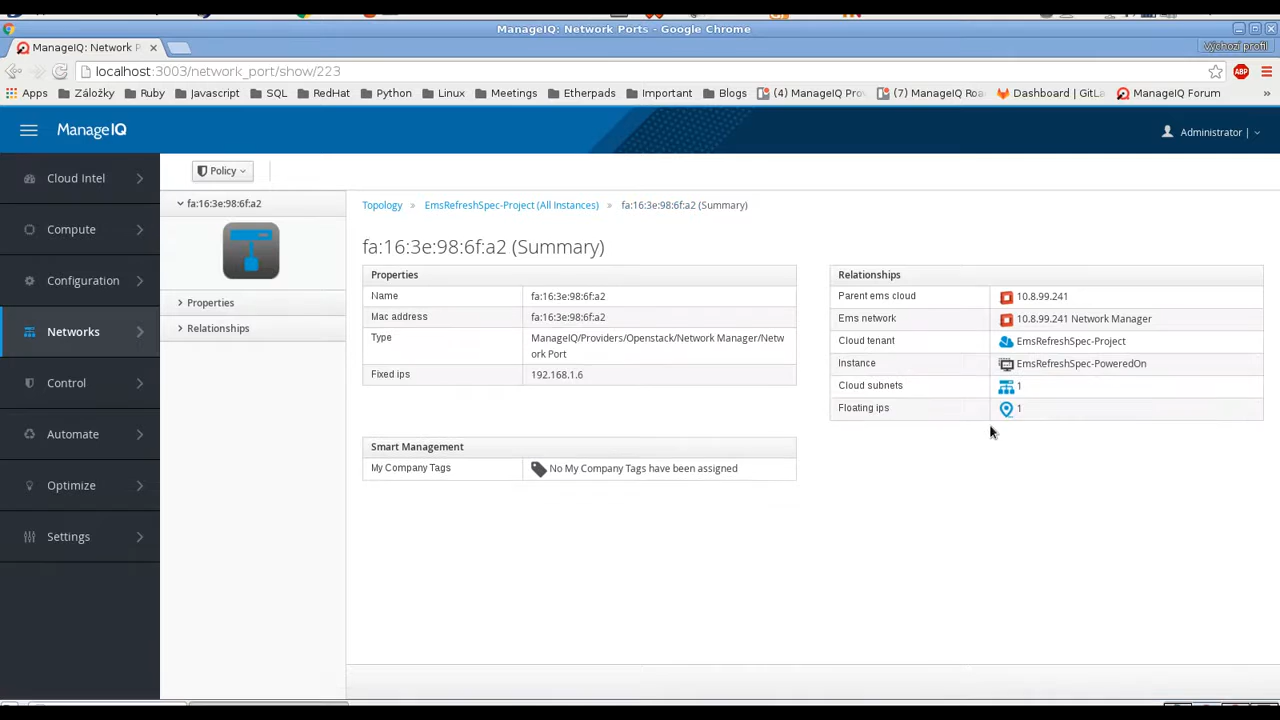 ManageIQ: Network Ports - Google Chrome
ManageIQ: Network P
Výchozí profil
localhost:3003/network_port/show/223
ABP
Apps Záložky Ruby Javascript SQL RedHat Python Linux Meetings Etherpads Important Blogs (4) ManageIQ Pro (7) ManageIQ Roa Dashboard | GitLa ManageIQ Forum »
ManageIQ
Administrator |
Cloud Intel
Compute
Configuration
Networks
Control
Automate
Optimize
Settings
Policy
fa:16:3e:98:6f:a2
Properties
Relationships
Topology » EmsRefreshSpec-Project (All Instances) » fa:16:3e:98:6f:a2 (Summary)
fa:16:3e:98:6f:a2 (Summary)
Properties
Name fa:16:3e:98:6f:a2
Mac address fa:16:3e:98:6f:a2
Type ManageIQ/Providers/Openstack/Network Manager/Netw
ork Port
Fixed ips 192.168.1.6
Smart Management
My Company Tags No My Company Tags have been assigned
Relationships
Parent ems cloud 10.8.99.241
Ems network 10.8.99.241 Network Manager
Cloud tenant EmsRefreshSpec-Project
Instance EmsRefreshSpec-PoweredOn
Cloud subnets 1
Floating ips 1